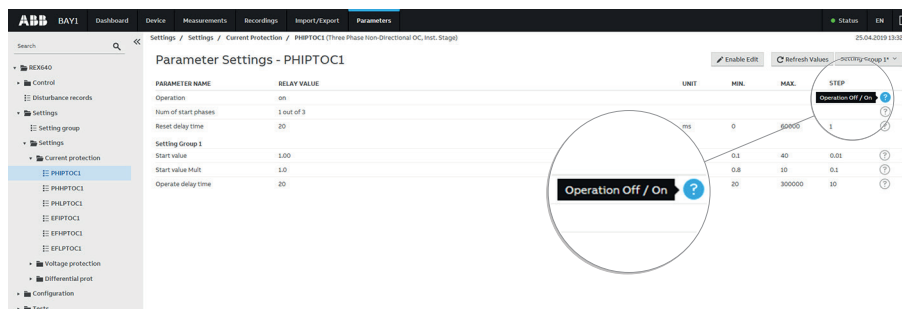 ABB BAY1 Dashboard Device Measurements Recordings Import/Export Parameters Status EN
Search
Settings / Settings / Current Protection / PHIPTOC1 (Three Phase Non-Directional OC, Inst. Stage) 25.04.2019 13:32
Parameter Settings - PHIPTOC1
Enable Edit Refresh Values Setting Group 1*
REX640
Control
Disturbance records
Settings
Setting group
Settings
Current protection
PHIPTOC1
PHHPTOC1
PHLPTOC1
EFIPTOC1
EFHPTOC1
EFLPTOC1
Voltage protection
Differential prot
Configuration
Tests
PARAMETER NAME RELAY VALUE UNIT MIN. MAX. STEP
Operation on Operation Off / On ?
Num of start phases 1 out of 3 ?
Reset delay time 20 ms 0 60000 1 ?
Setting Group 1
Start value 1.00 0.1 40 0.01 ?
Start value Mult 1.0 0.8 10 0.1 ?
Operate delay time 20 20 300000 10 ?
Operation Off / On ?